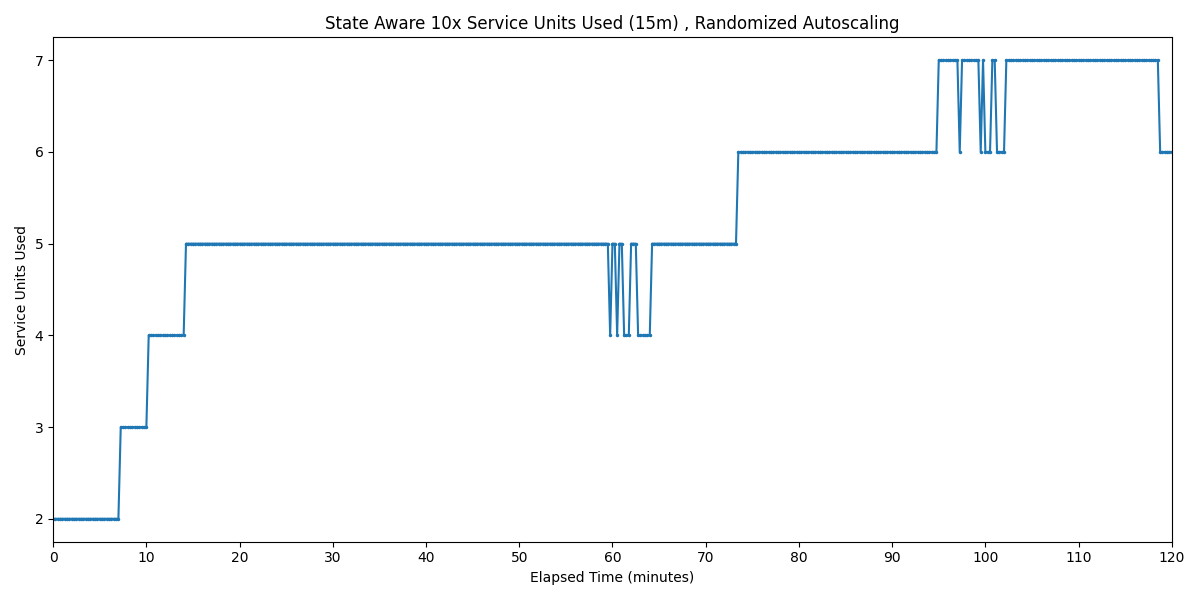 State Aware 10x Service Units Used (15m) , Randomized Autoscaling
7
6
5
4
3
2
Service Units Used
0 10 20 30 40 50 60 70 80 90 100 110 120
Elapsed Time (minutes)